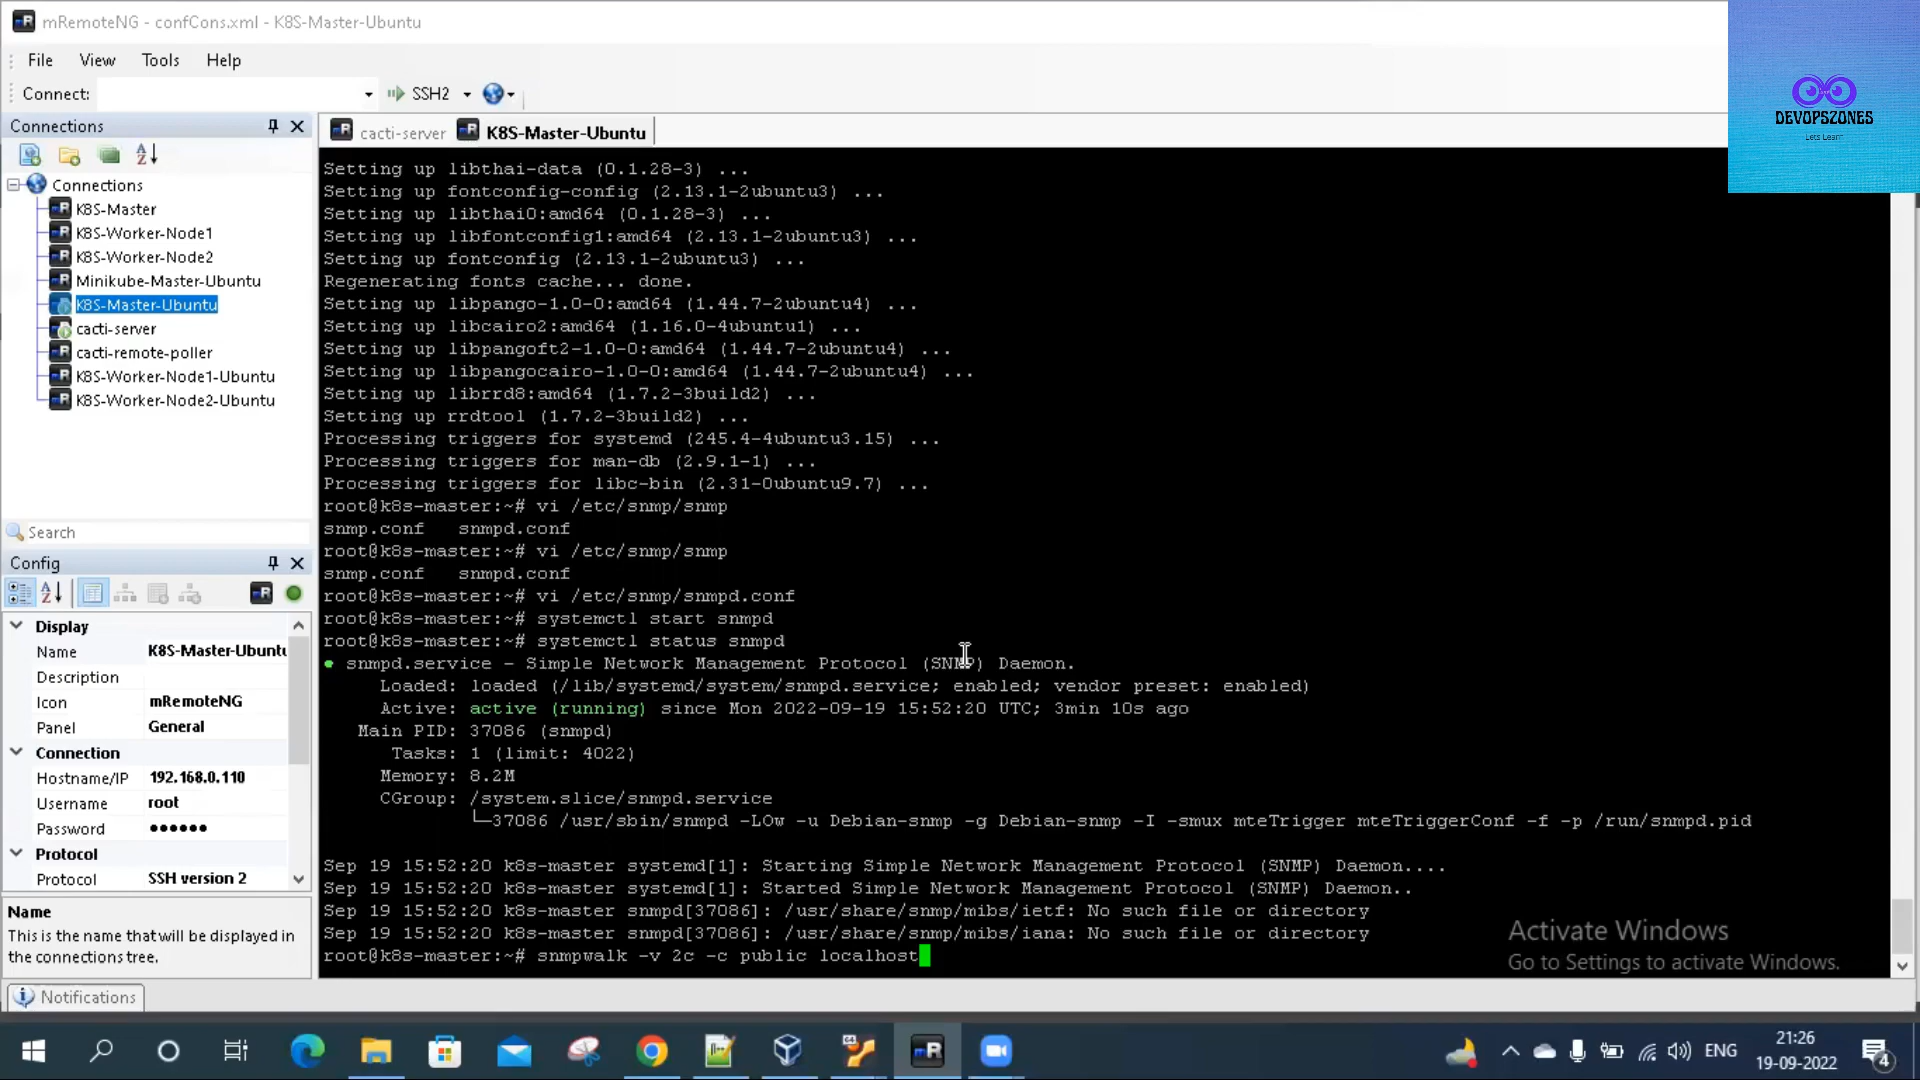 mRemoteNG - confCons.xml - K8S-Master-Ubuntu
File View Tools Help
Connect: SSH2
DEVOPSZONES
Lets Learn
Connections
Connections
K8S-Master
K8S-Worker-Node1
K8S-Worker-Node2
Minikube-Master-Ubuntu
K8S-Master-Ubuntu
cacti-server
cacti-remote-poller
K8S-Worker-Node1-Ubuntu
K8S-Worker-Node2-Ubuntu
Search
Config
Display
Name K8S-Master-Ubuntu
Description
Icon mRemoteNG
Panel General
Connection
Hostname/IP 192.168.0.110
Username root
Password ••••••
Protocol
Protocol SSH version 2
Name
This is the name that will be displayed in
the connections tree.
Notifications
cacti-server K8S-Master-Ubuntu
Setting up libthai-data (0.1.28-3) ...
Setting up fontconfig-config (2.13.1-2ubuntu3) ...
Setting up libthai0:amd64 (0.1.28-3) ...
Setting up libfontconfig1:amd64 (2.13.1-2ubuntu3) ...
Setting up fontconfig (2.13.1-2ubuntu3) ...
Regenerating fonts cache... done.
Setting up libpango-1.0-0:amd64 (1.44.7-2ubuntu4) ...
Setting up libcairo2:amd64 (1.16.0-4ubuntu1) ...
Setting up libpangoft2-1.0-0:amd64 (1.44.7-2ubuntu4) ...
Setting up libpangocairo-1.0-0:amd64 (1.44.7-2ubuntu4) ...
Setting up librrd8:amd64 (1.7.2-3build2) ...
Setting up rrdtool (1.7.2-3build2) ...
Processing triggers for systemd (245.4-4ubuntu3.15) ...
Processing triggers for man-db (2.9.1-1) ...
Processing triggers for libc-bin (2.31-0ubuntu9.7) ...
root@k8s-master:~# vi /etc/snmp/snmp
snmp.conf snmpd.conf
root@k8s-master:~# vi /etc/snmp/snmp
snmp.conf snmpd.conf
root@k8s-master:~# vi /etc/snmp/snmpd.conf
root@k8s-master:~# systemctl start snmpd
root@k8s-master:~# systemctl status snmpd
● snmpd.service - Simple Network Management Protocol (SNMP) Daemon.
Loaded: loaded (/lib/systemd/system/snmpd.service; enabled; vendor preset: enabled)
Active: active (running) since Mon 2022-09-19 15:52:20 UTC; 3min 10s ago
Main PID: 37086 (snmpd)
Tasks: 1 (limit: 4022)
Memory: 8.2M
CGroup: /system.slice/snmpd.service
└─37086 /usr/sbin/snmpd -LOw -u Debian-snmp -g Debian-snmp -I -smux mteTrigger mteTriggerConf -f -p /run/snmpd.pid
Sep 19 15:52:20 k8s-master systemd[1]: Starting Simple Network Management Protocol (SNMP) Daemon....
Sep 19 15:52:20 k8s-master systemd[1]: Started Simple Network Management Protocol (SNMP) Daemon..
Sep 19 15:52:20 k8s-master snmpd[37086]: /usr/share/snmp/mibs/ietf: No such file or directory
Sep 19 15:52:20 k8s-master snmpd[37086]: /usr/share/snmp/mibs/iana: No such file or directory
root@k8s-master:~# snmpwalk -v 2c -c public localhost
Activate Windows
Go to Settings to activate Windows.
ENG
21:26
19-09-2022
4